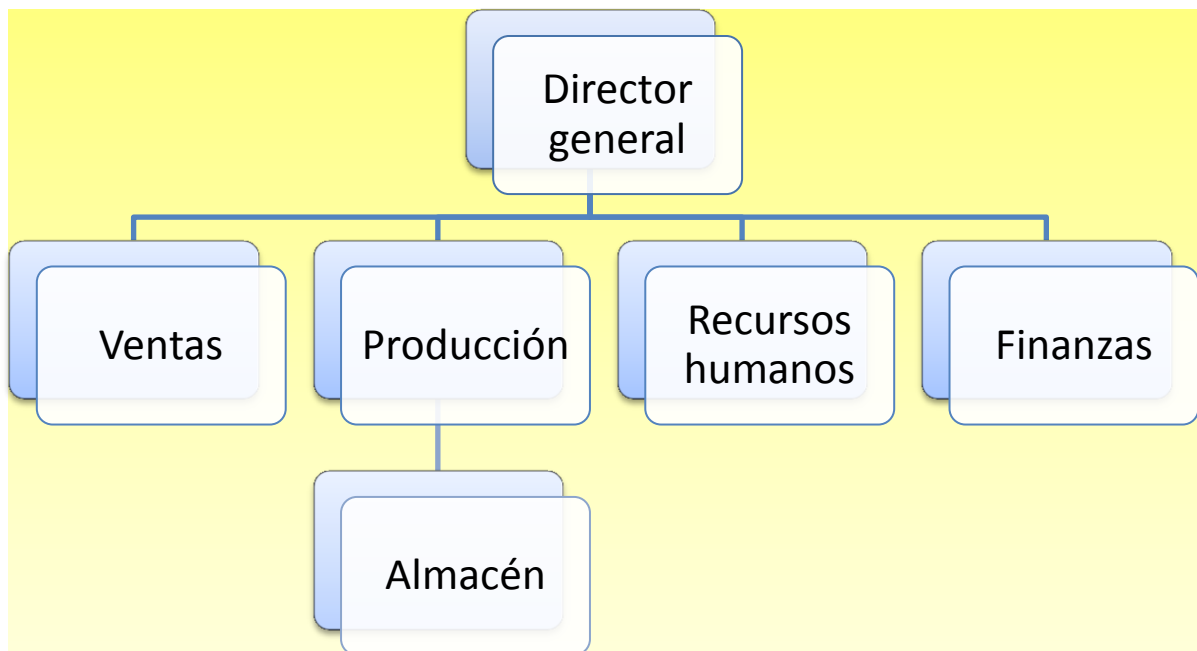 Director
general
Ventas
Producción
Recursos
humanos
Finanzas
Almacén